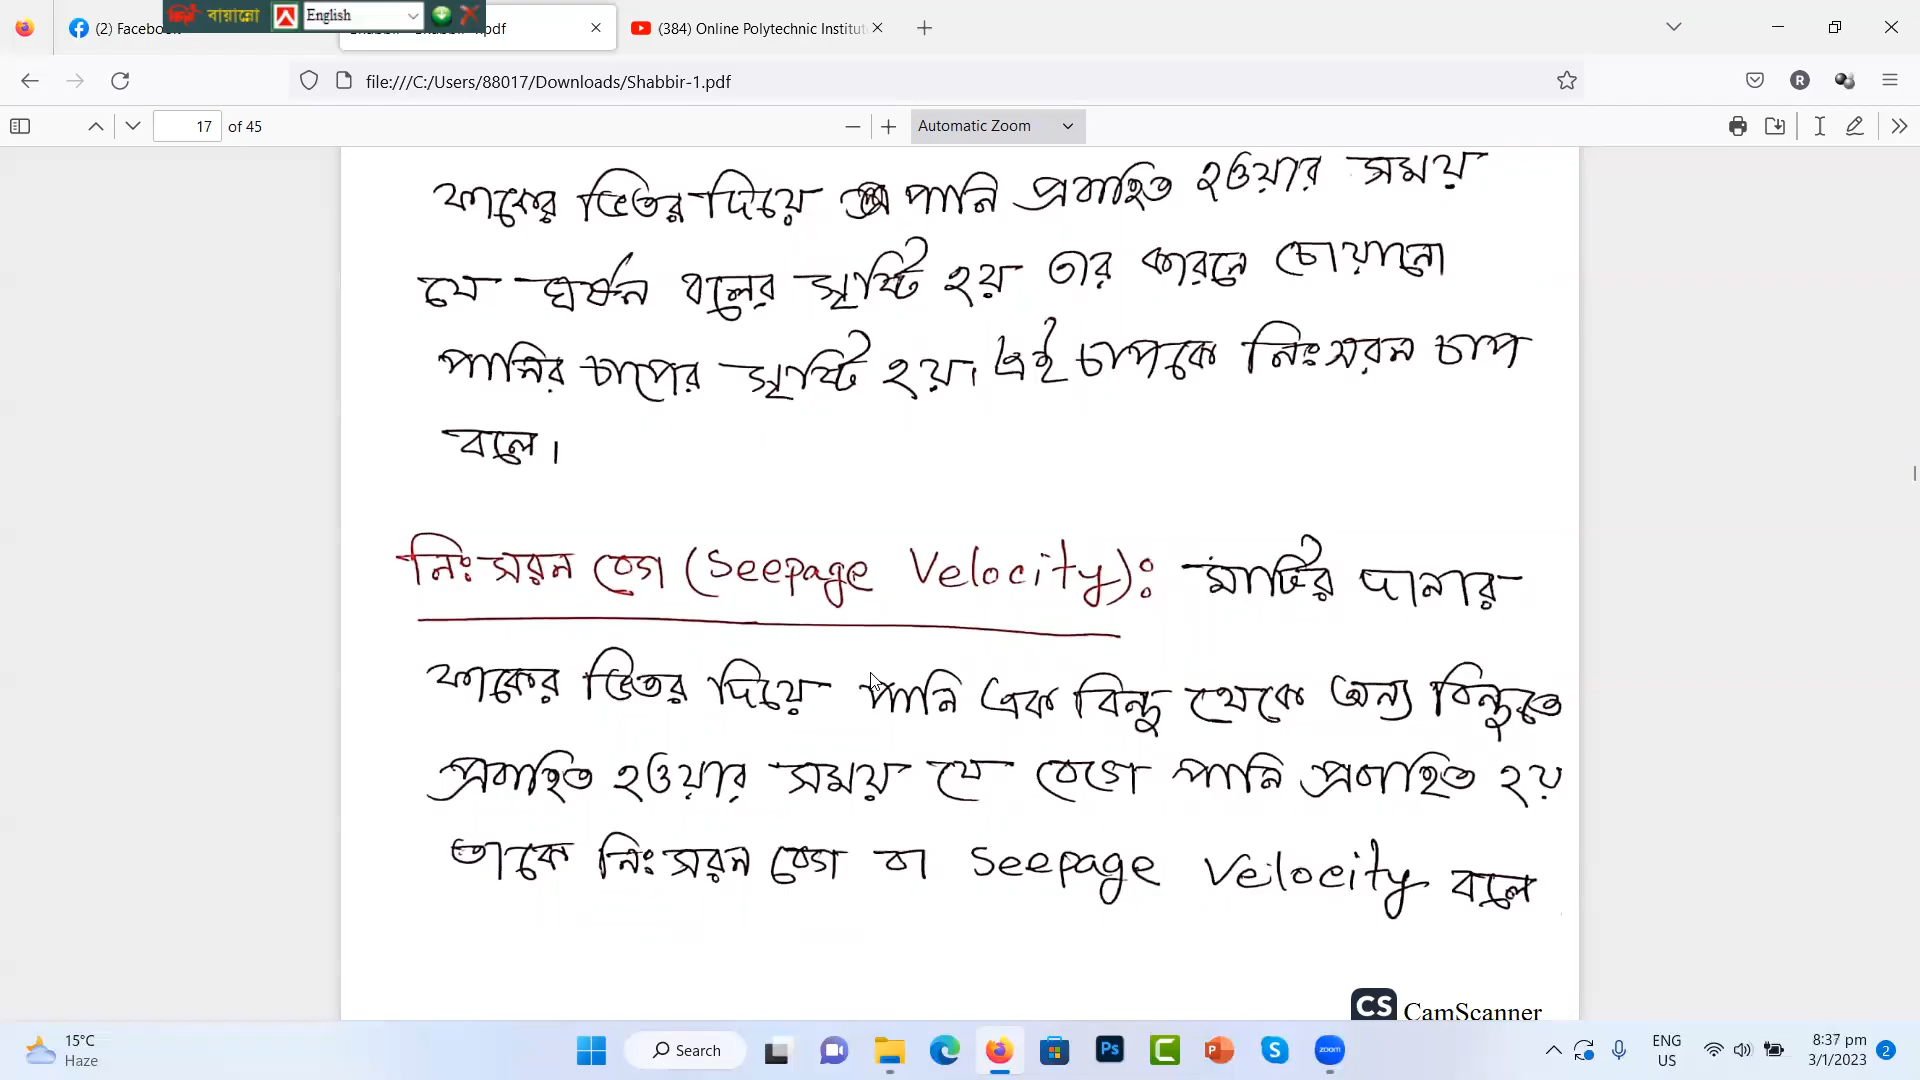 বায়ান্নো English
(2) Facebook
(384) Online Polytechnic Institut
file:///C:/Users/88017/Downloads/Shabbir-1.pdf
R
17 of 45
Automatic Zoom
ফাকের ভিতর দিয়ে পানি প্রবাহিত হওয়ার সময়
যে ঘর্ষন বলের সৃষ্টি হয় তার কারনে চোয়ানো
পানির চাপের সৃষ্টি হয়। এই চাপকে নিঃসরন চাপ
বলে।
নিঃসরন বেগ (Seepage Velocity): মাটির দানার
ফাকের ভিতর দিয়ে পানি এক বিন্দু থেকে অন্য বিন্দুতে
প্রবাহিত হওয়ার সময় যে বেগে পানি প্রবাহিত হয়
তাকে নিঃসরন বেগ বা Seepage Velocity বলে
CS CamScanner
15°C
Haze
Search
Ps
zoom
ENG
US
8:37 pm
3/1/2023
2